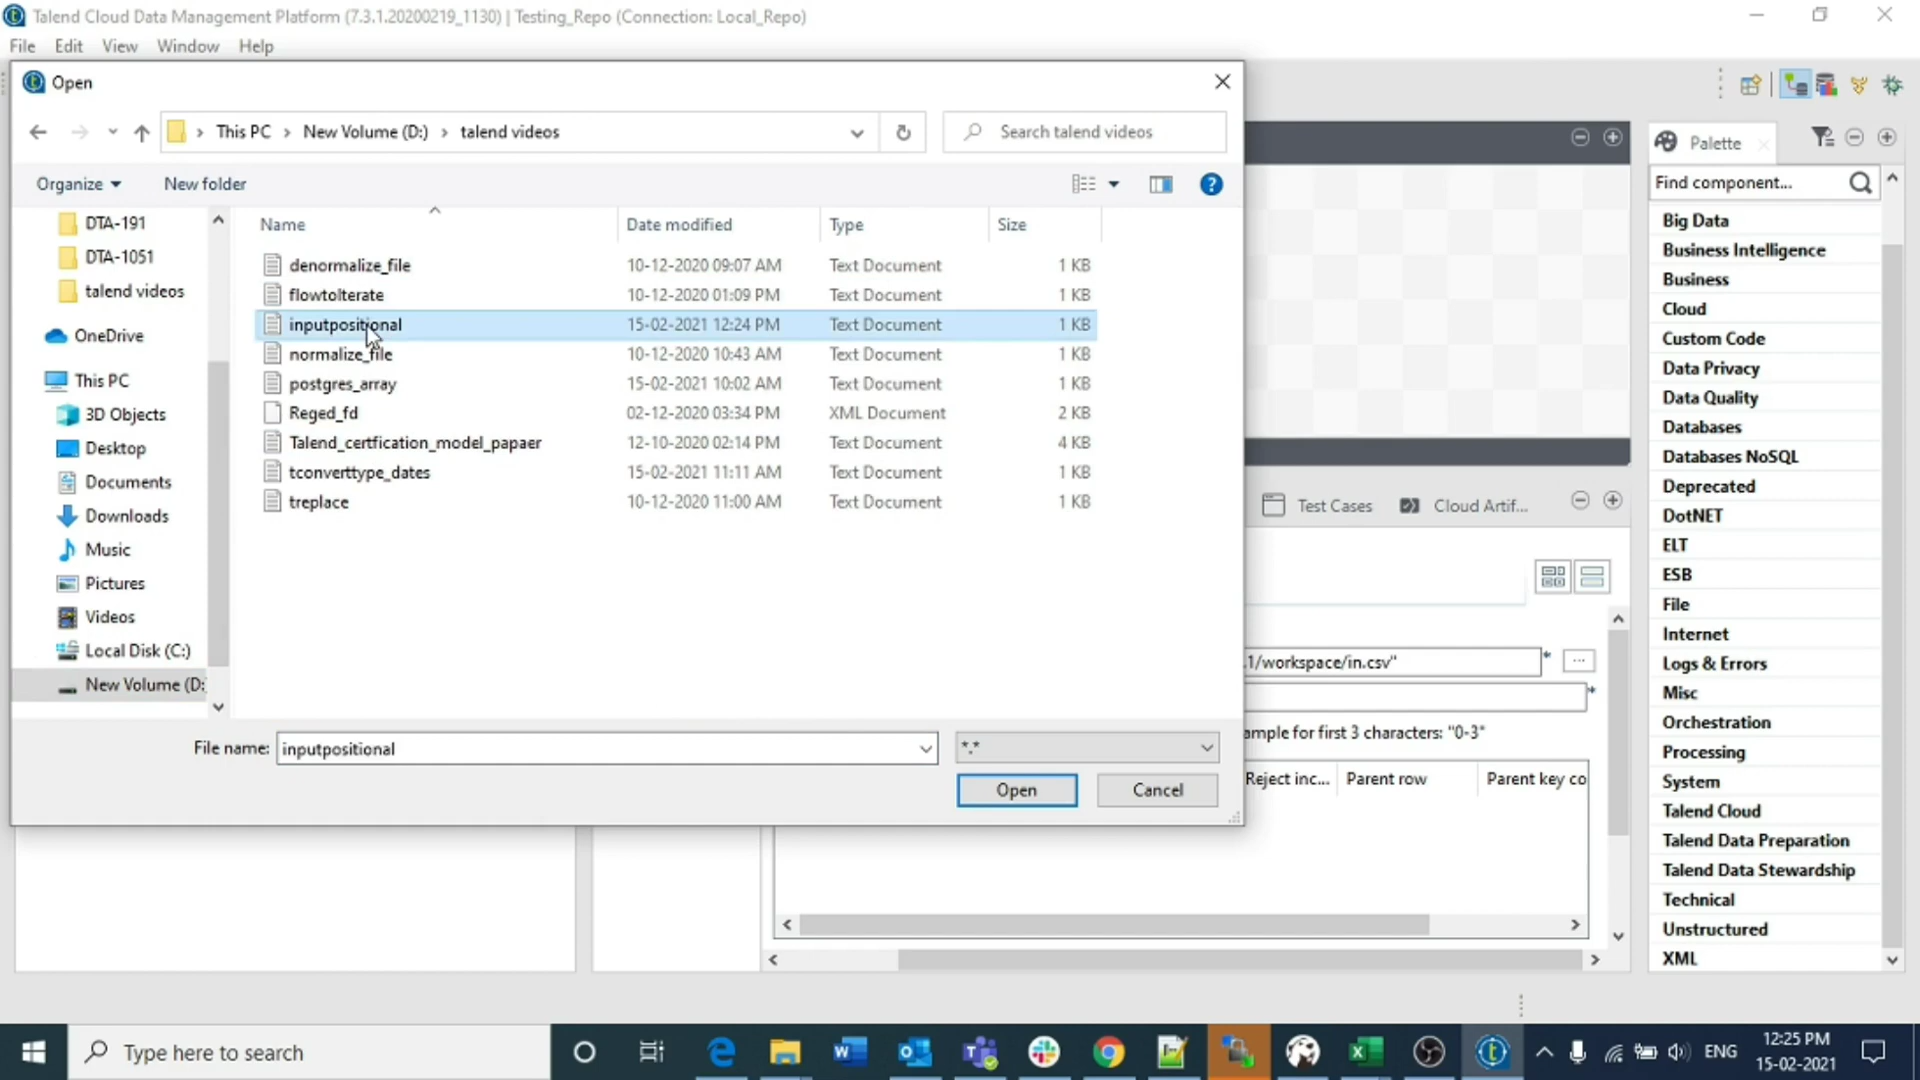 Talend Cloud Data Management Platform (7.3.1.20200219_1130) | Testing_Repo (Connection: Local_Repo)
File Edit View Window Help
Open
This PC > New Volume (D:) > talend videos
Search talend videos
Organize New folder
Name Date modified Type Size
DTA-191
DTA-1051
talend videos
OneDrive
This PC
3D Objects
Desktop
Documents
Downloads
Music
Pictures
Videos
Local Disk (C:)
New Volume (D:
denormalize_file 10-12-2020 09:07 AM Text Document 1 KB
flowtoIterate 10-12-2020 01:09 PM Text Document 1 KB
inputpositional 15-02-2021 12:24 PM Text Document 1 KB
normalize_file 10-12-2020 10:43 AM Text Document 1 KB
postgres_array 15-02-2021 10:02 AM Text Document 1 KB
Reged_fd 02-12-2020 03:34 PM XML Document 2 KB
Talend_certfication_model_papaer 12-10-2020 02:14 PM Text Document 4 KB
tconverttype_dates 15-02-2021 11:11 AM Text Document 1 KB
treplace 10-12-2020 11:00 AM Text Document 1 KB
File name: inputpositional *.*
Open Cancel
Test Cases Cloud Artif...
.1/workspace/in.csv" * ...
*
ample for first 3 characters: "0-3"
Reject inc... Parent row Parent key co
Palette
Find component...
Big Data
Business Intelligence
Business
Cloud
Custom Code
Data Privacy
Data Quality
Databases
Databases NoSQL
Deprecated
DotNET
ELT
ESB
File
Internet
Logs & Errors
Misc
Orchestration
Processing
System
Talend Cloud
Talend Data Preparation
Talend Data Stewardship
Technical
Unstructured
XML
Type here to search
ENG
12:25 PM
15-02-2021